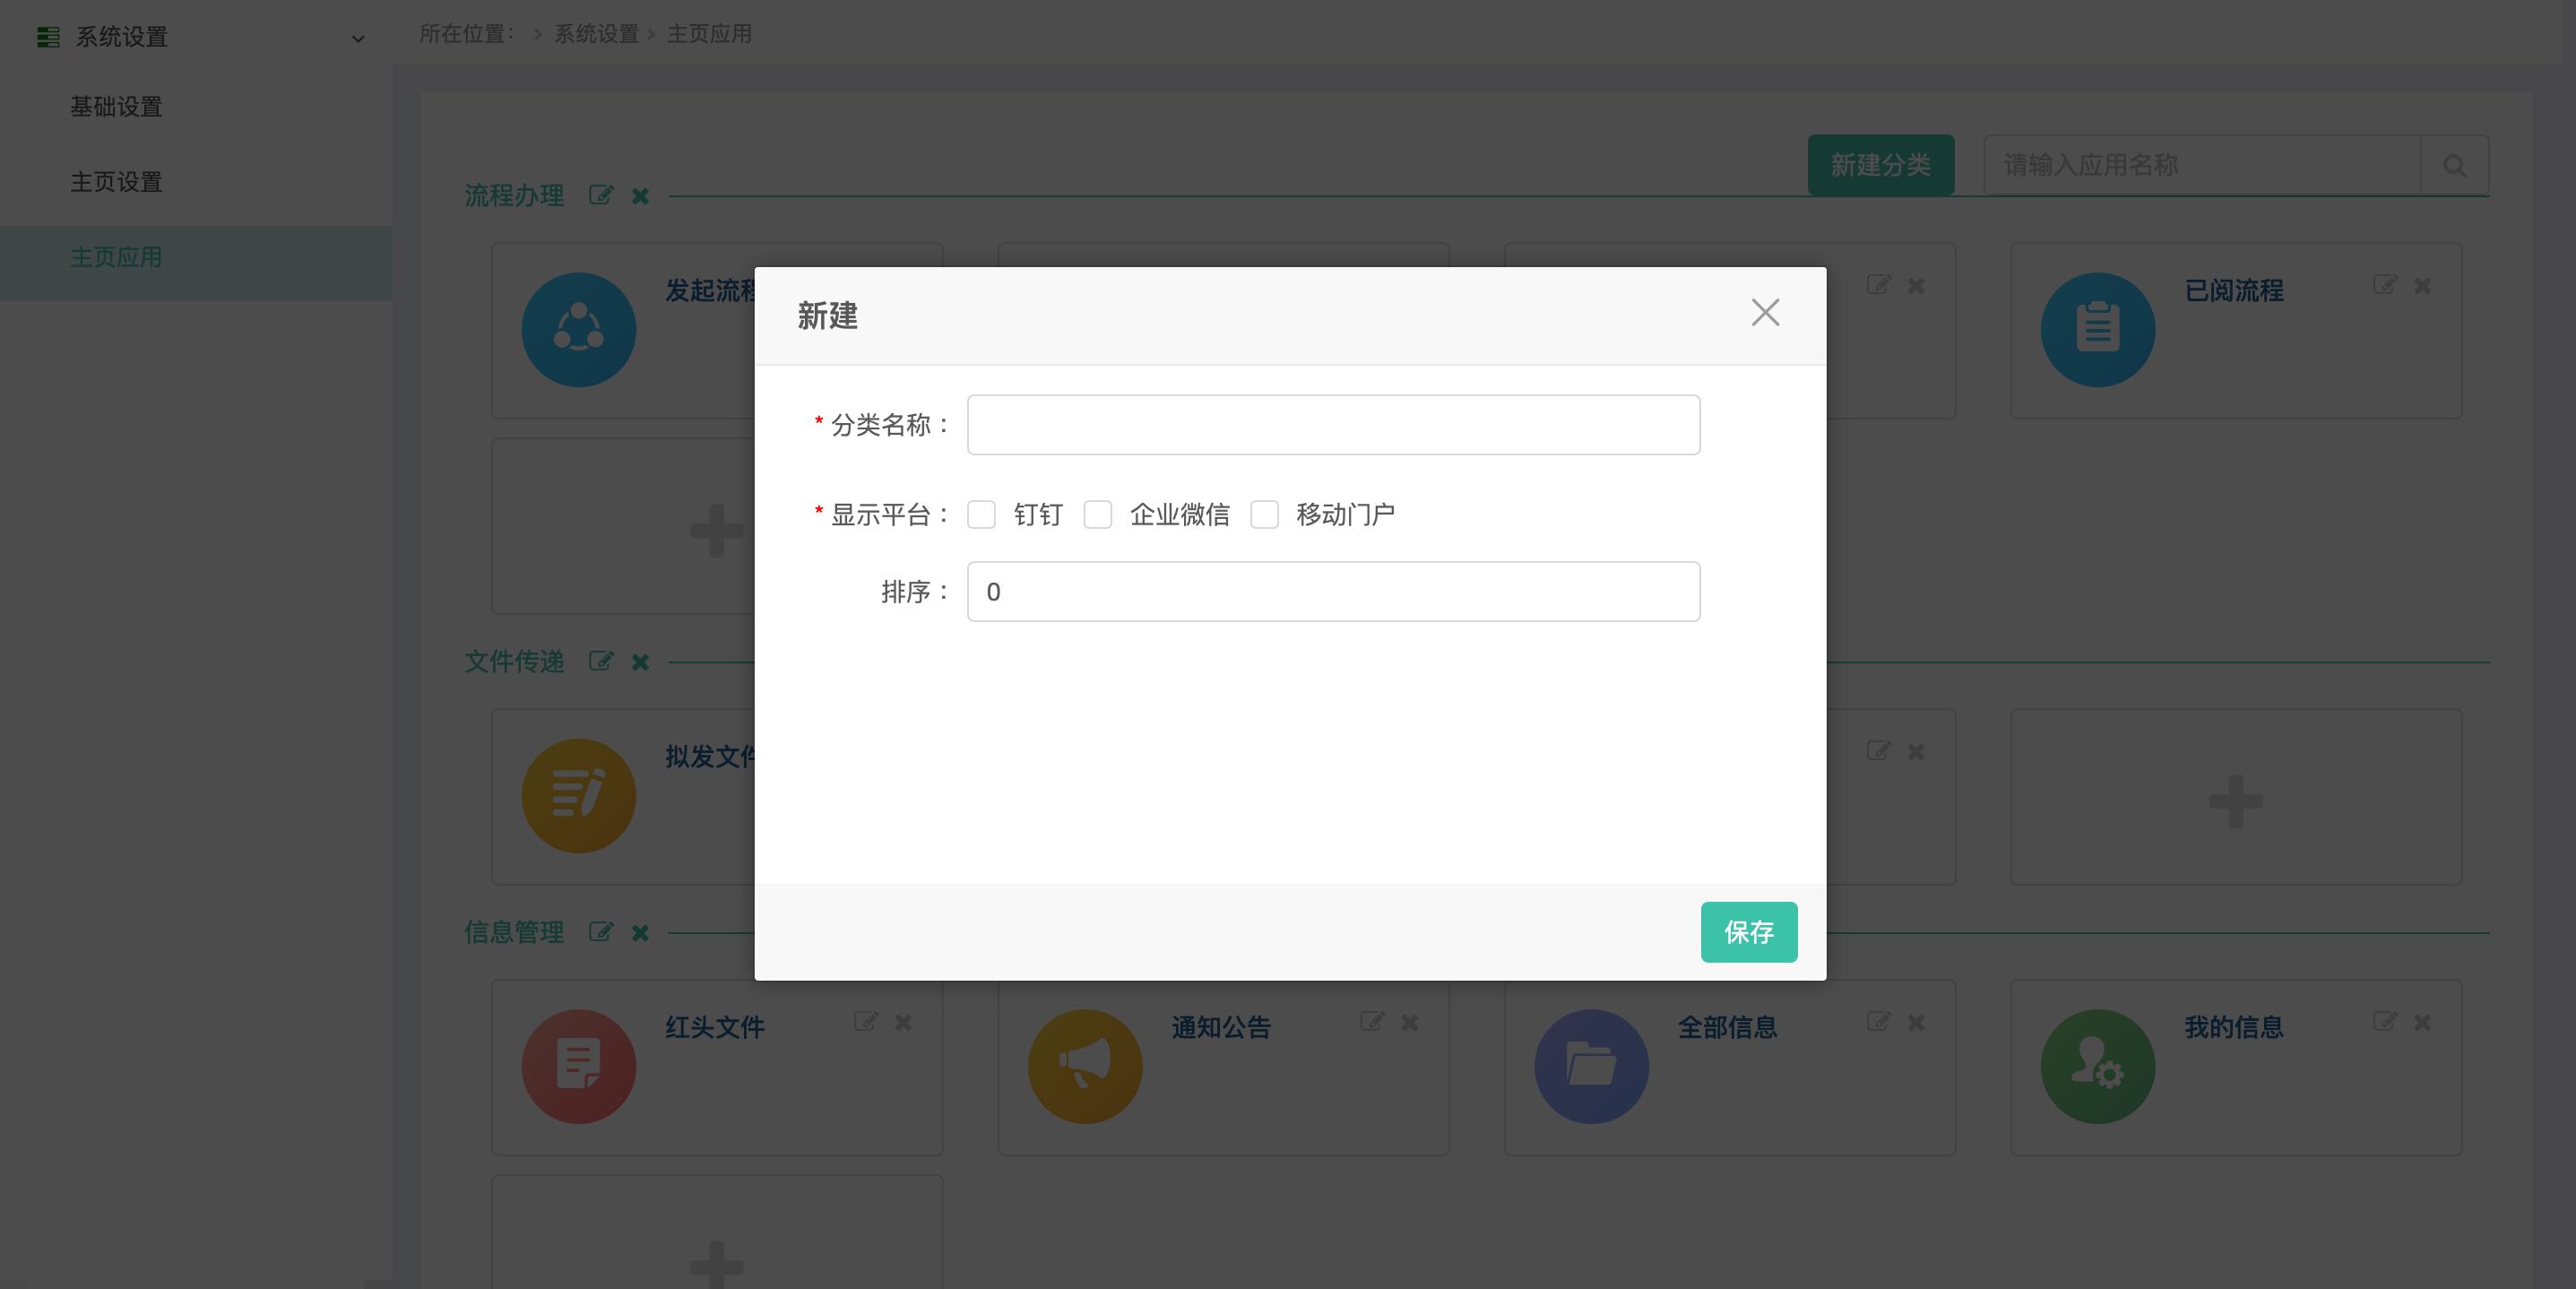 系统设置
基础设置
主页设置
主页应用
所在位置： 系统设置 主页应用
新建分类 请输入应用名称
流程办理
发起流程
已阅流程
新建
* 分类名称：
* 显示平台： 钉钉 企业微信 移动门户
排序： 0
保存
文件传递
拟发文件
信息管理
红头文件 通知公告 全部信息 我的信息